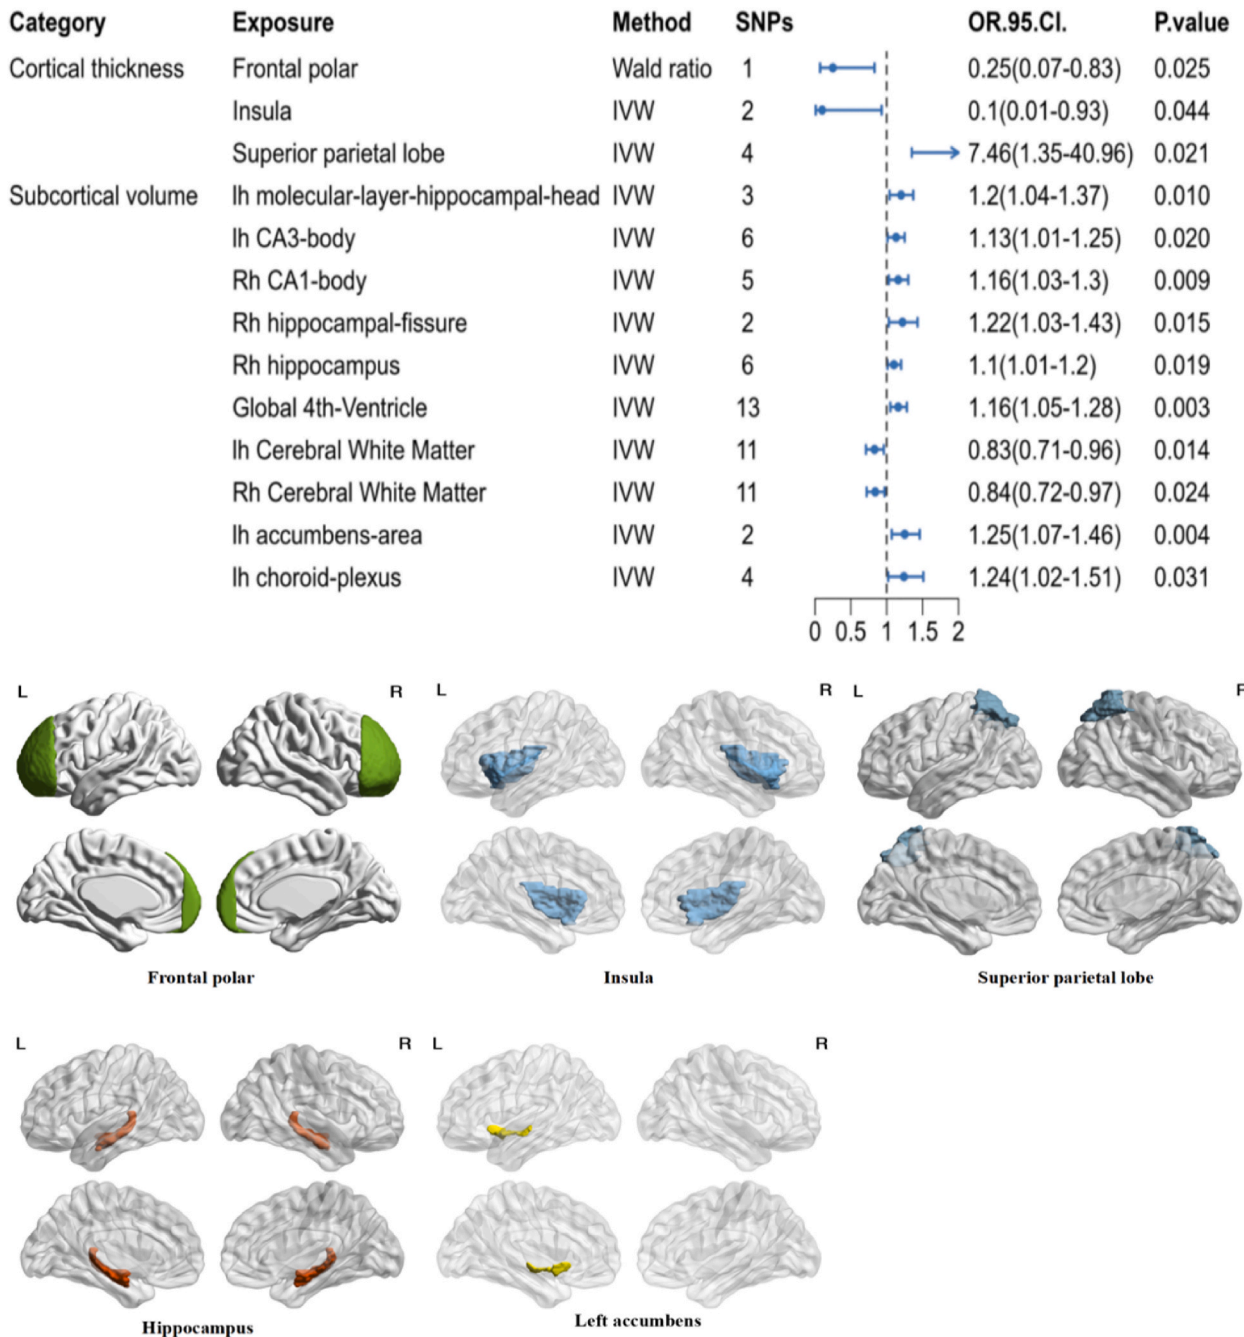 Category Exposure Method SNPs OR.95.CI. P.value
Cortical thickness Frontal polar Wald ratio 1 0.25(0.07-0.83) 0.025
Insula IVW 2 0.1(0.01-0.93) 0.044
Superior parietal lobe IVW 4 7.46(1.35-40.96) 0.021
Subcortical volume lh molecular-layer-hippocampal-head IVW 3 1.2(1.04-1.37) 0.010
lh CA3-body IVW 6 1.13(1.01-1.25) 0.020
Rh CA1-body IVW 5 1.16(1.03-1.3) 0.009
Rh hippocampal-fissure IVW 2 1.22(1.03-1.43) 0.015
Rh hippocampus IVW 6 1.1(1.01-1.2) 0.019
Global 4th-Ventricle IVW 13 1.16(1.05-1.28) 0.003
lh Cerebral White Matter IVW 11 0.83(0.71-0.96) 0.014
Rh Cerebral White Matter IVW 11 0.84(0.72-0.97) 0.024
lh accumbens-area IVW 2 1.25(1.07-1.46) 0.004
lh choroid-plexus IVW 4 1.24(1.02-1.51) 0.031
0 0.5 1 1.5 2
L R L R L R
Frontal polar Insula Superior parietal lobe
L R L R
Hippocampus Left accumbens